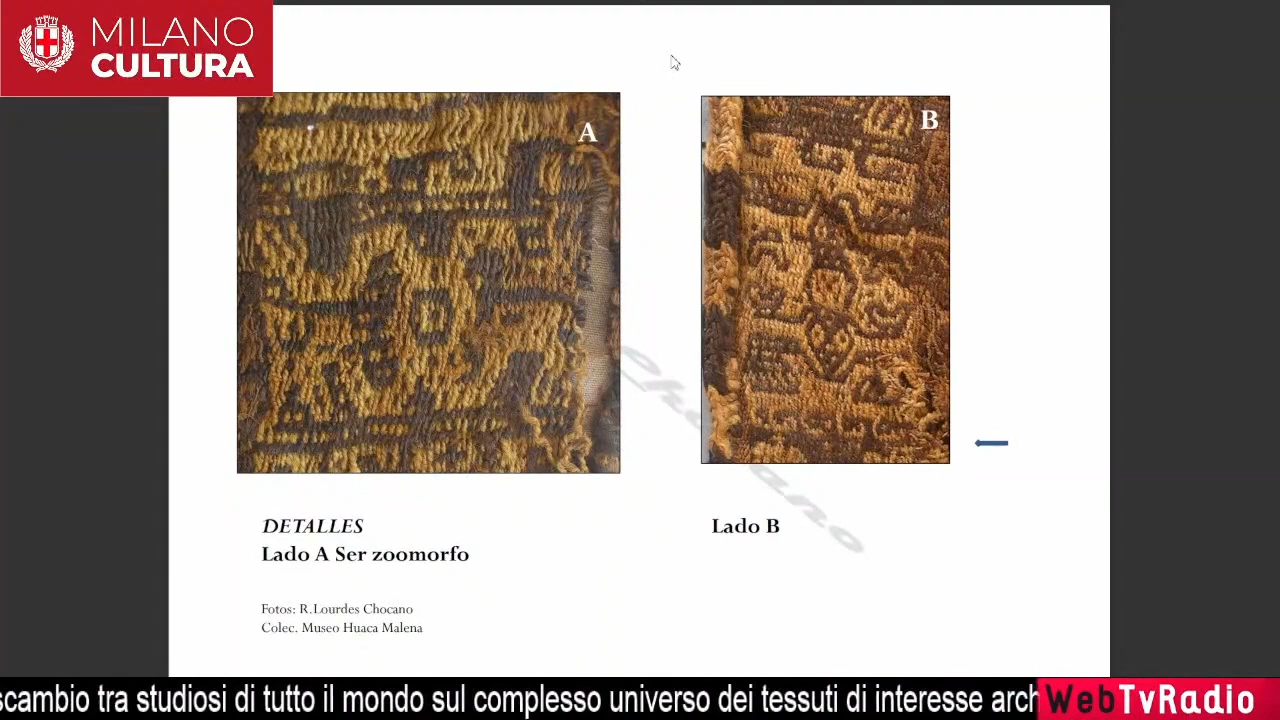 MILANO
CULTURA
A
B
Chocano
DETALLES
Lado A Ser zoomorfo
Lado B
Fotos: R.Lourdes Chocano
Colec. Museo Huaca Malena
scambio tra studiosi di tutto il mondo sul complesso universo dei tessuti di interesse arch
WebTvRadio